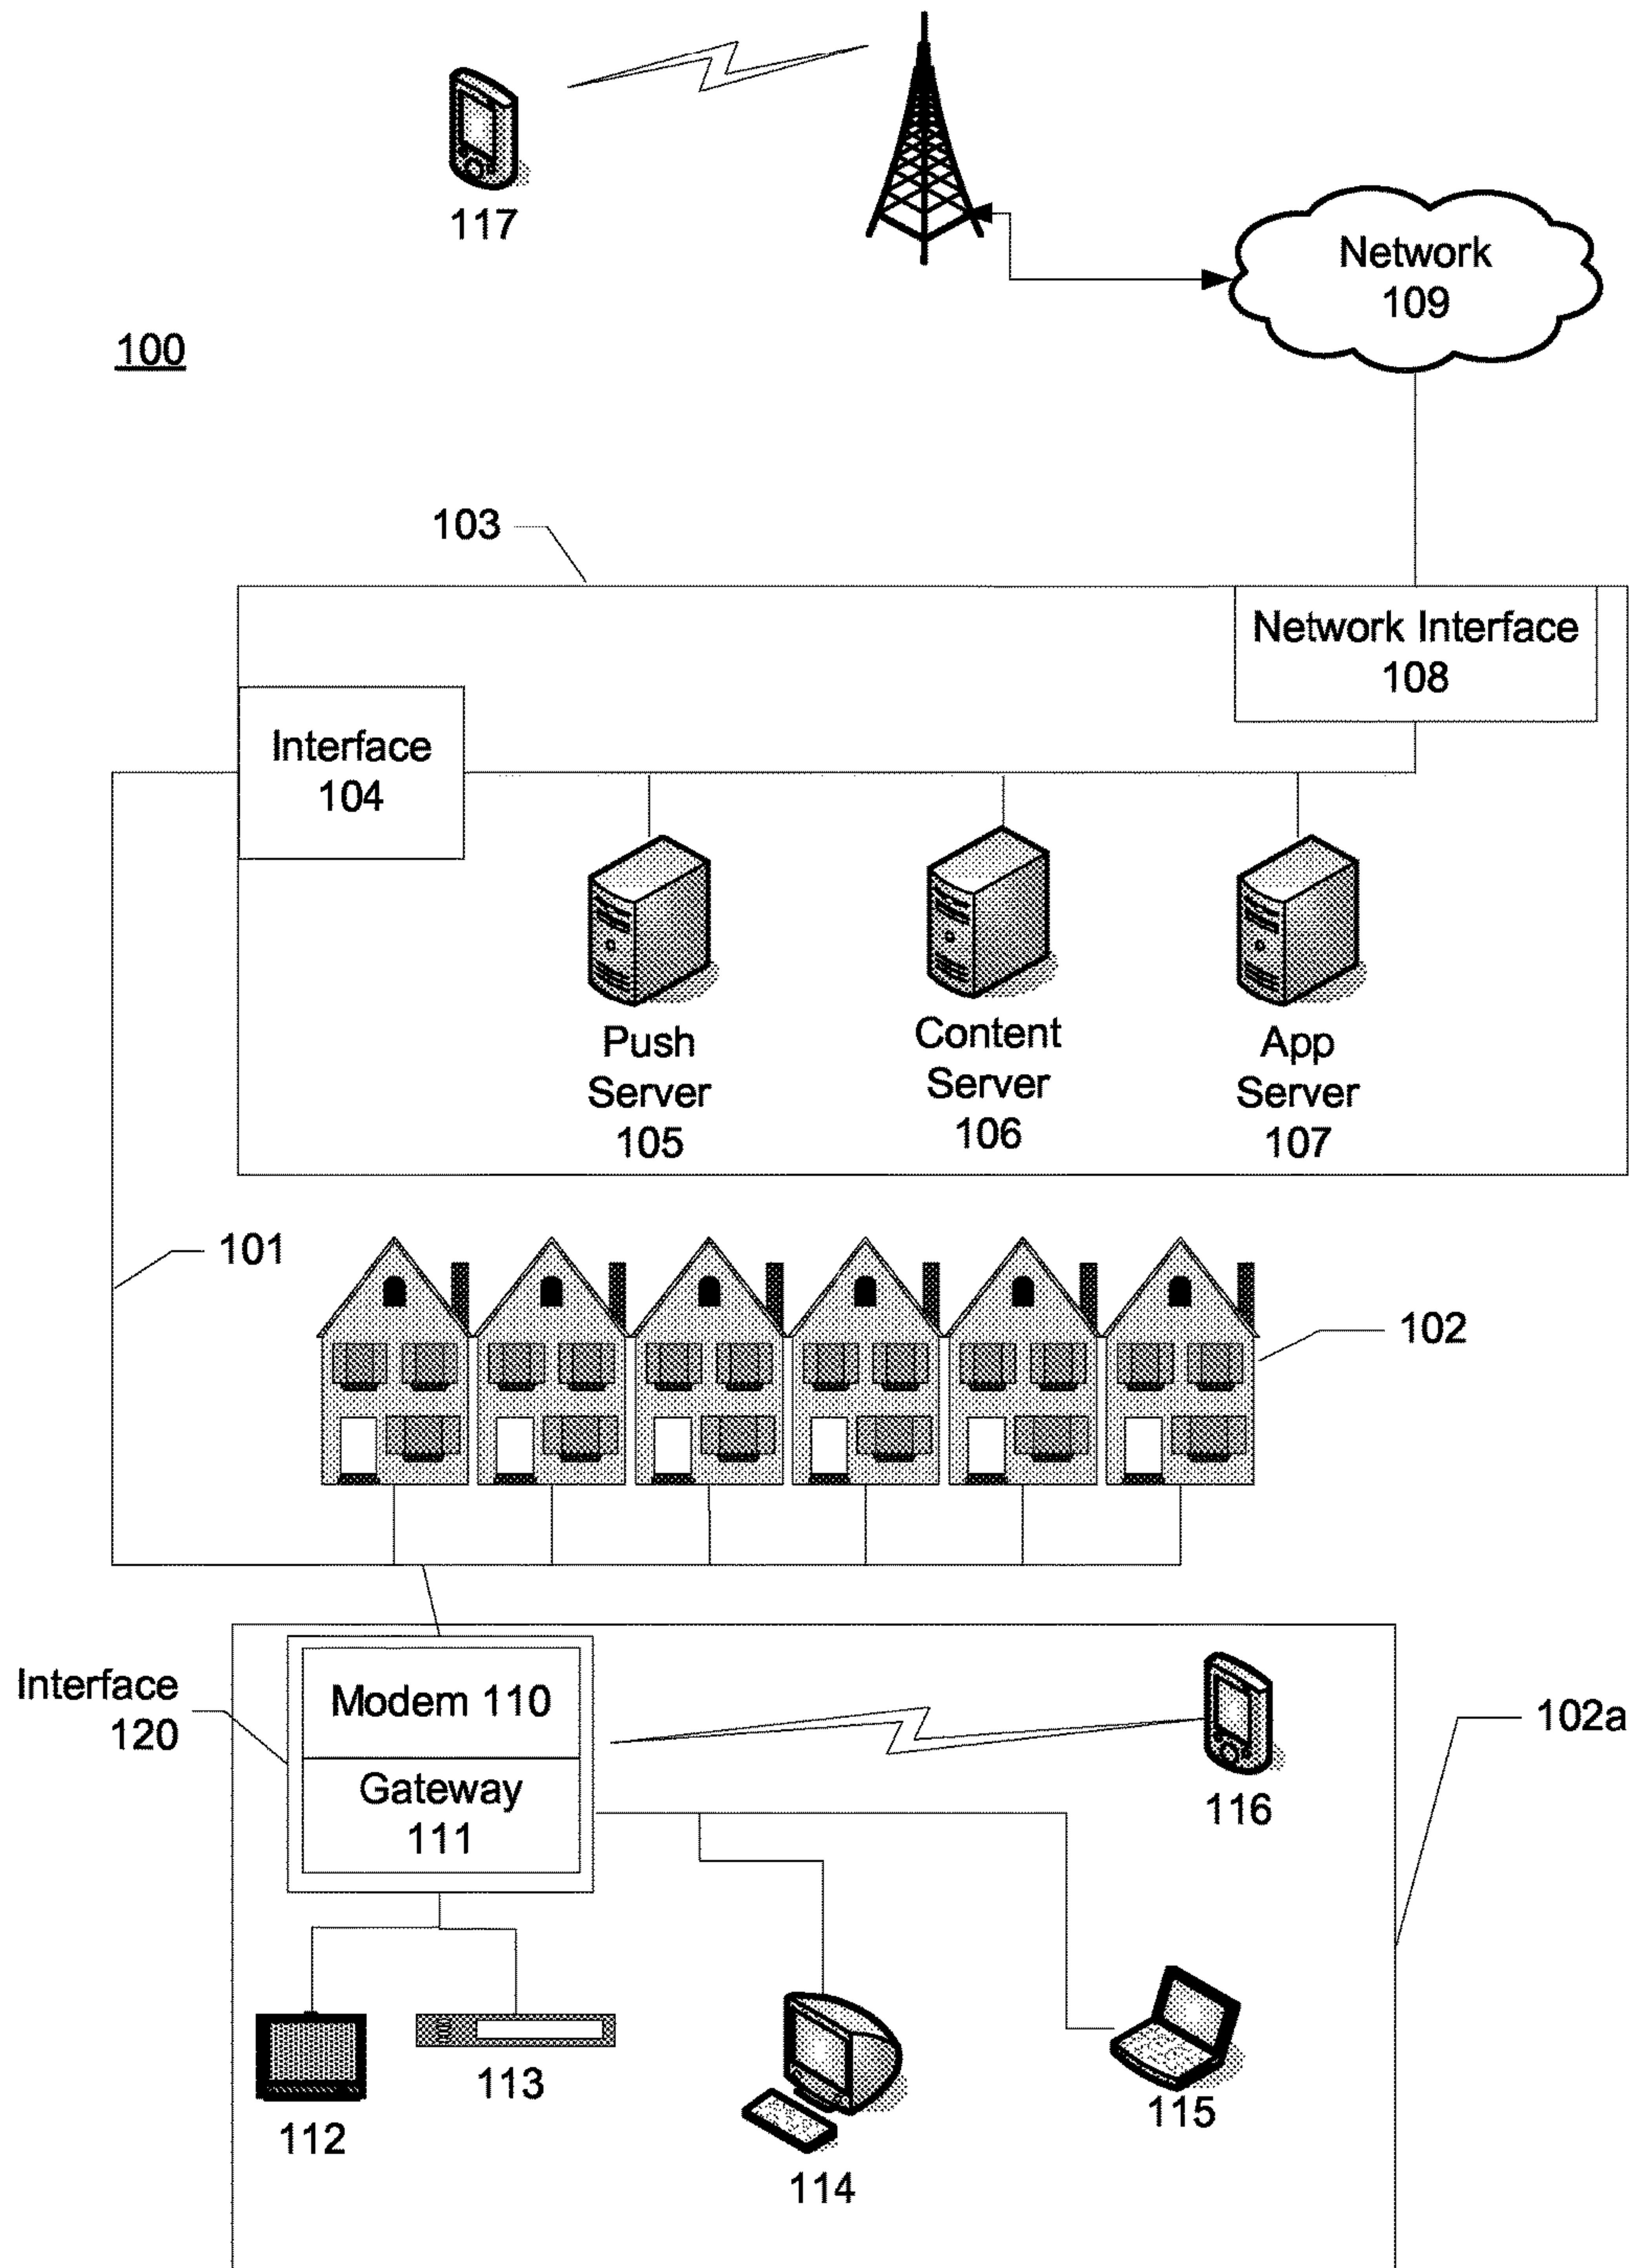 117
Network
109
100
103
Network Interface
108
Interface
104
Push
Server
105
Content
Server
106
App
Server
107
101
102
Interface
120
Modem 110
Gateway
111
102a
116
112
113
114
115